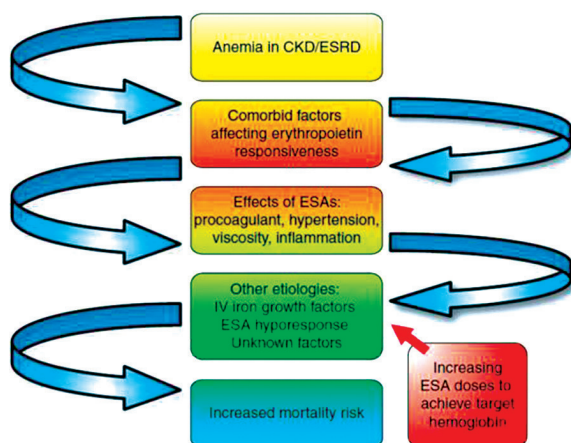 Anemia in CKD/ESRD
Comorbid factors
affecting erythropoietin
responsiveness
Effects of ESAs:
procoagulant, hypertension,
viscosity, inflammation
Other etiologies:
IV iron growth factors
ESA hyporesponse
Unknown factors
Increasing
ESA doses to
achieve target
hemoglobin
Increased mortality risk